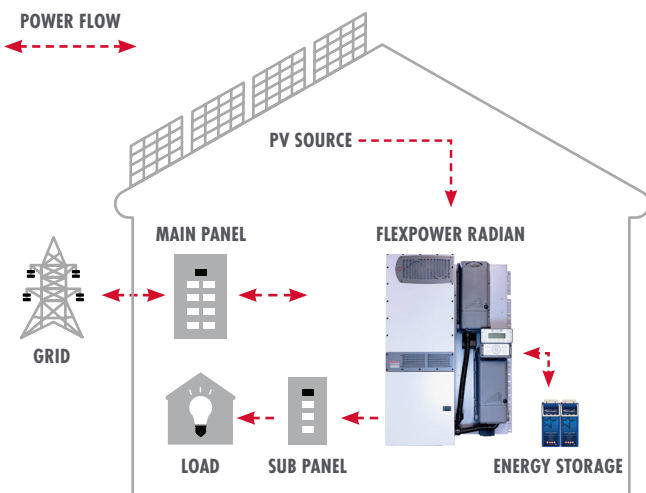 POWER FLOW
PV SOURCE
MAIN PANEL
FLEXPOWER RADIAN
GRID
LOAD
SUB PANEL
ENERGY STORAGE